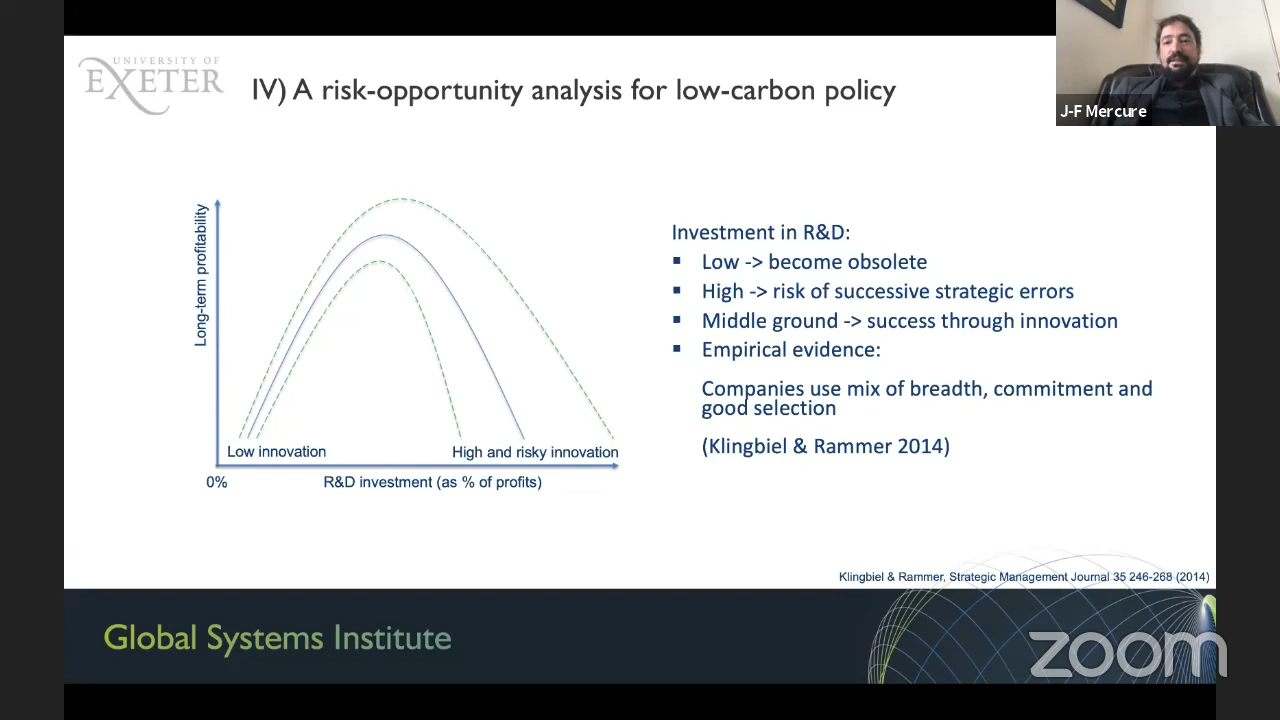 UNIVERSITY OF
EXETER
IV) A risk-opportunity analysis for low-carbon policy
J-F Mercure
Long-term profitability
Low innovation
High and risky innovation
0%
R&D investment (as % of profits)
Investment in R&D:
▪ Low -> become obsolete
▪ High -> risk of successive strategic errors
▪ Middle ground -> success through innovation
▪ Empirical evidence:
Companies use mix of breadth, commitment and
good selection
(Klingbiel & Rammer 2014)
Klingbiel & Rammer, Strategic Management Journal 35 246-268 (2014)
Global Systems Institute
zoom